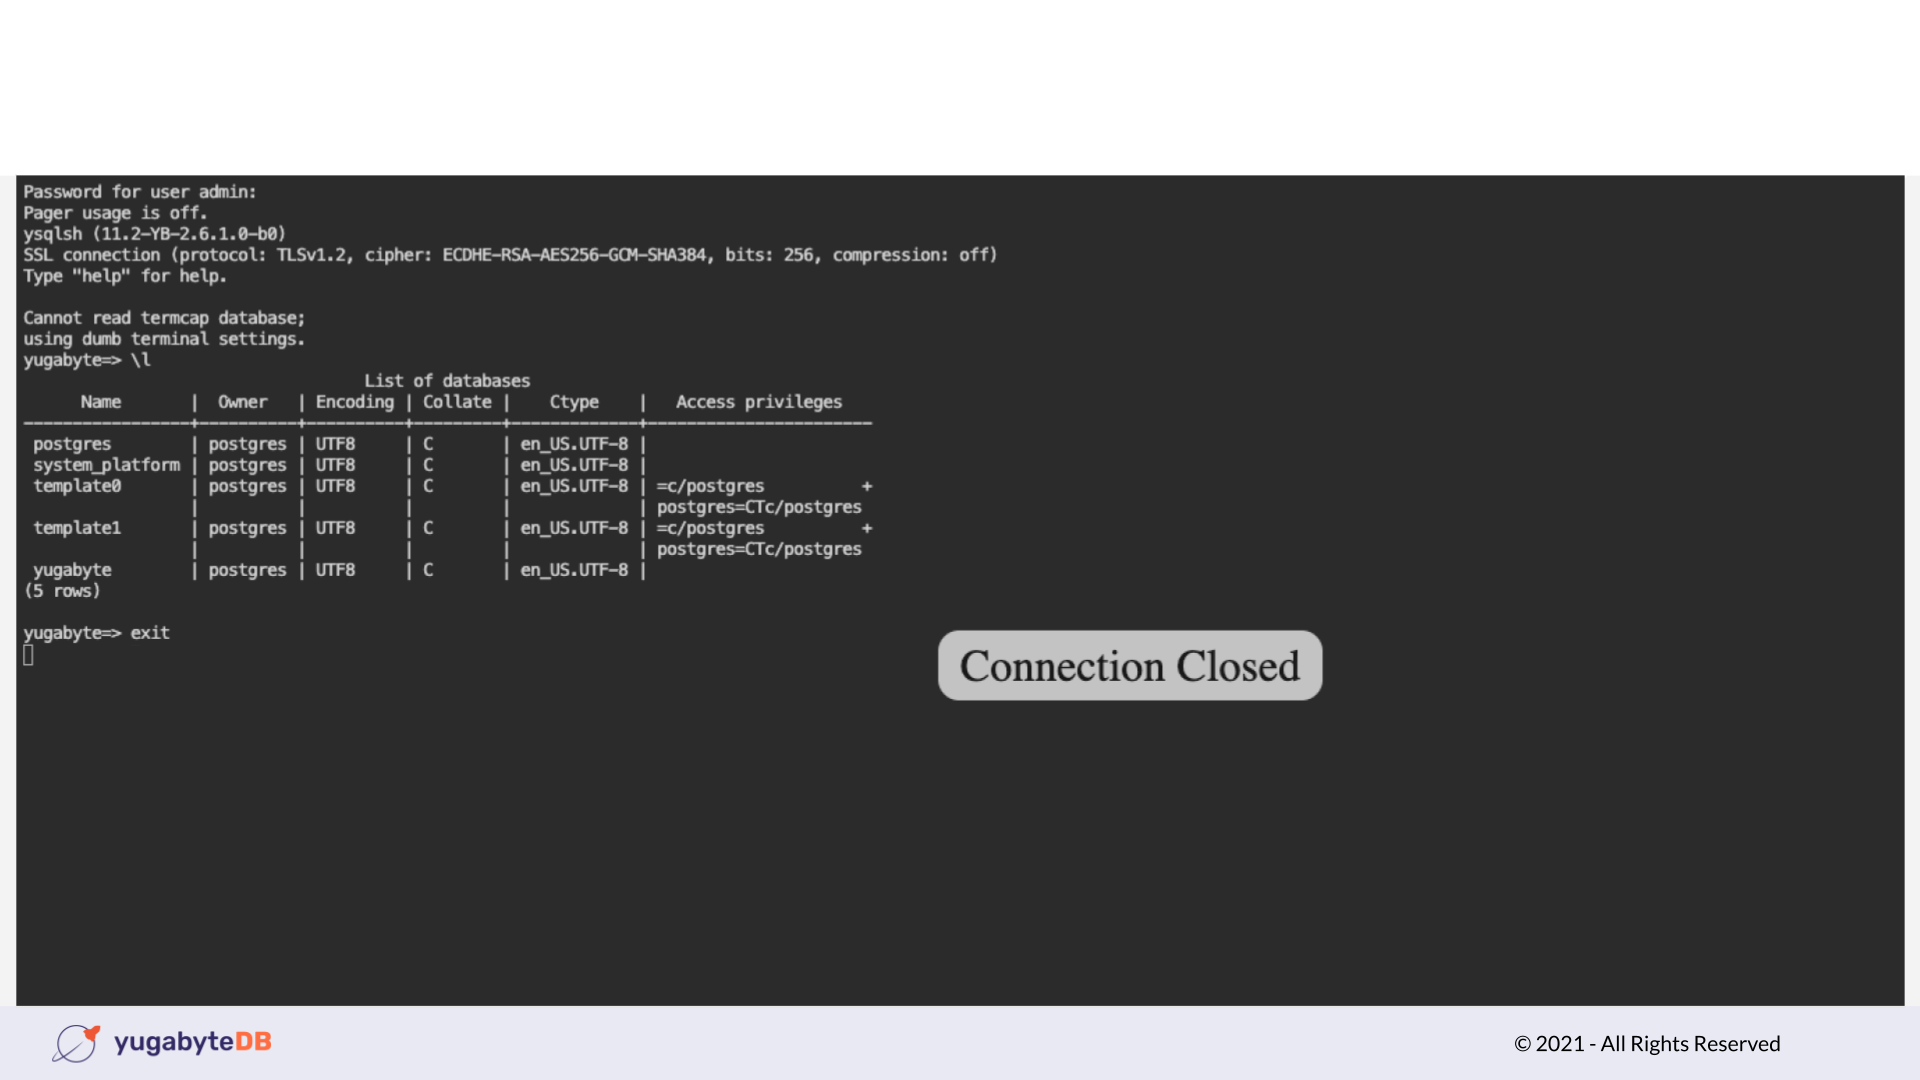 Password for user admin:
Pager usage is off.
ysqlsh (11.2-YB-2.6.1.0-b0)
SSL connection (protocol: TLSv1.2, cipher: ECDHE-RSA-AES256-GCM-SHA384, bits: 256, compression: off)
Type "help" for help.

Cannot read termcap database;
using dumb terminal settings.
yugabyte=> \l
                                   List of databases
      Name       |  Owner   | Encoding | Collate |    Ctype    |   Access privileges
-----------------+----------+----------+---------+-------------+-----------------------
 postgres        | postgres | UTF8     | C       | en_US.UTF-8 |
 system_platform | postgres | UTF8     | C       | en_US.UTF-8 |
 template0       | postgres | UTF8     | C       | en_US.UTF-8 | =c/postgres          +
                 |          |          |         |             | postgres=CTc/postgres
 template1       | postgres | UTF8     | C       | en_US.UTF-8 | =c/postgres          +
                 |          |          |         |             | postgres=CTc/postgres
 yugabyte        | postgres | UTF8     | C       | en_US.UTF-8 |
(5 rows)

yugabyte=> exit
Connection Closed
yugabyteDB
© 2021 - All Rights Reserved